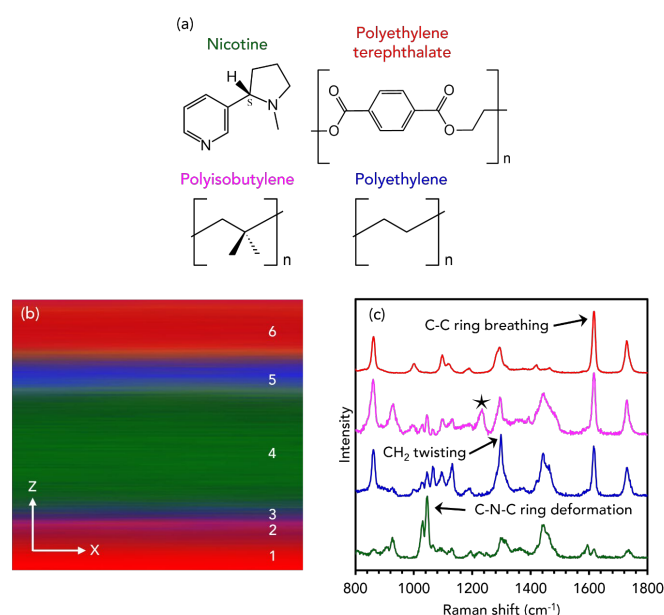 (a)
Nicotine
Polyethylene
terephthalate
H
S
N
N
O
O
O
O
n
Polyisobutylene
Polyethylene
n
n
(b)
6
5
4
3
2
1
Z
X
(c)
C-C ring breathing
★
CH₂ twisting
C-N-C ring deformation
Intensity
800 1000 1200 1400 1600 1800
Raman shift (cm⁻¹)